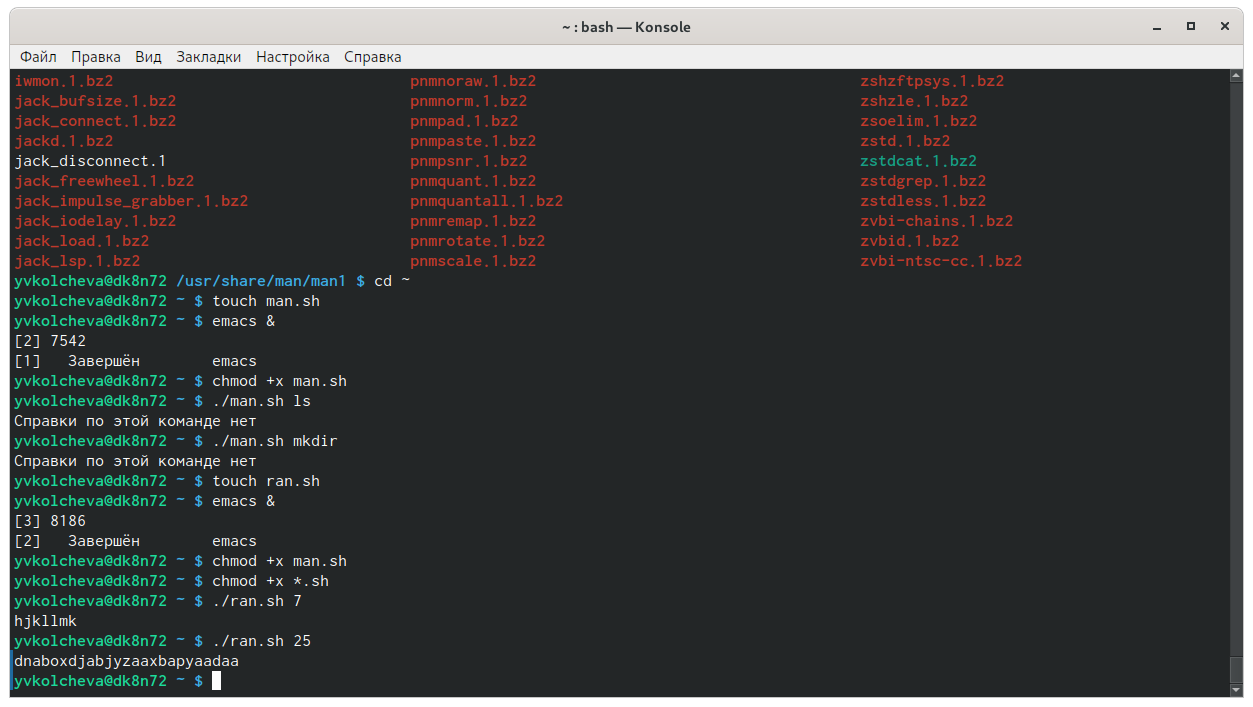 ~ : bash — Konsole
Файл Правка Вид Закладки Настройка Справка
iwmon.1.bz2 pnmnoraw.1.bz2 zshzftpsys.1.bz2
jack_bufsize.1.bz2 pnmnorm.1.bz2 zshzle.1.bz2
jack_connect.1.bz2 pnmpad.1.bz2 zsoelim.1.bz2
jackd.1.bz2 pnmpaste.1.bz2 zstd.1.bz2
jack_disconnect.1 pnmpsnr.1.bz2 zstdcat.1.bz2
jack_freewheel.1.bz2 pnmquant.1.bz2 zstdgrep.1.bz2
jack_impulse_grabber.1.bz2 pnmquantall.1.bz2 zstdless.1.bz2
jack_iodelay.1.bz2 pnmremap.1.bz2 zvbi-chains.1.bz2
jack_load.1.bz2 pnmrotate.1.bz2 zvbid.1.bz2
jack_lsp.1.bz2 pnmscale.1.bz2 zvbi-ntsc-cc.1.bz2
yvkolcheva@dk8n72 /usr/share/man/man1 $ cd ~
yvkolcheva@dk8n72 ~ $ touch man.sh
yvkolcheva@dk8n72 ~ $ emacs &
[2] 7542
[1]   Завершён        emacs
yvkolcheva@dk8n72 ~ $ chmod +x man.sh
yvkolcheva@dk8n72 ~ $ ./man.sh ls
Справки по этой команде нет
yvkolcheva@dk8n72 ~ $ ./man.sh mkdir
Справки по этой команде нет
yvkolcheva@dk8n72 ~ $ touch ran.sh
yvkolcheva@dk8n72 ~ $ emacs &
[3] 8186
[2]   Завершён        emacs
yvkolcheva@dk8n72 ~ $ chmod +x man.sh
yvkolcheva@dk8n72 ~ $ chmod +x *.sh
yvkolcheva@dk8n72 ~ $ ./ran.sh 7
hjkllmk
yvkolcheva@dk8n72 ~ $ ./ran.sh 25
dnaboxdjabjyzaaxbapyaadaa
yvkolcheva@dk8n72 ~ $